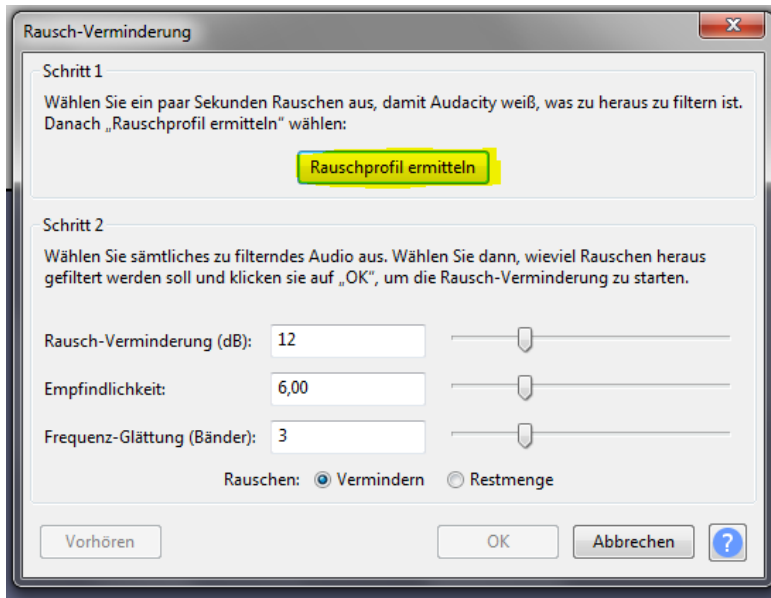 Rausch-Verminderung
x
Schritt 1
Wählen Sie ein paar Sekunden Rauschen aus, damit Audacity weiß, was zu heraus zu filtern ist.
Danach „Rauschprofil ermitteln“ wählen:
Rauschprofil ermitteln
Schritt 2
Wählen Sie sämtliches zu filterndes Audio aus. Wählen Sie dann, wieviel Rauschen heraus
gefiltert werden soll und klicken sie auf „OK“, um die Rausch-Verminderung zu starten.
Rausch-Verminderung (dB): 12
Empfindlichkeit: 6,00
Frequenz-Glättung (Bänder): 3
Rauschen: Vermindern Restmenge
Vorhören OK Abbrechen ?